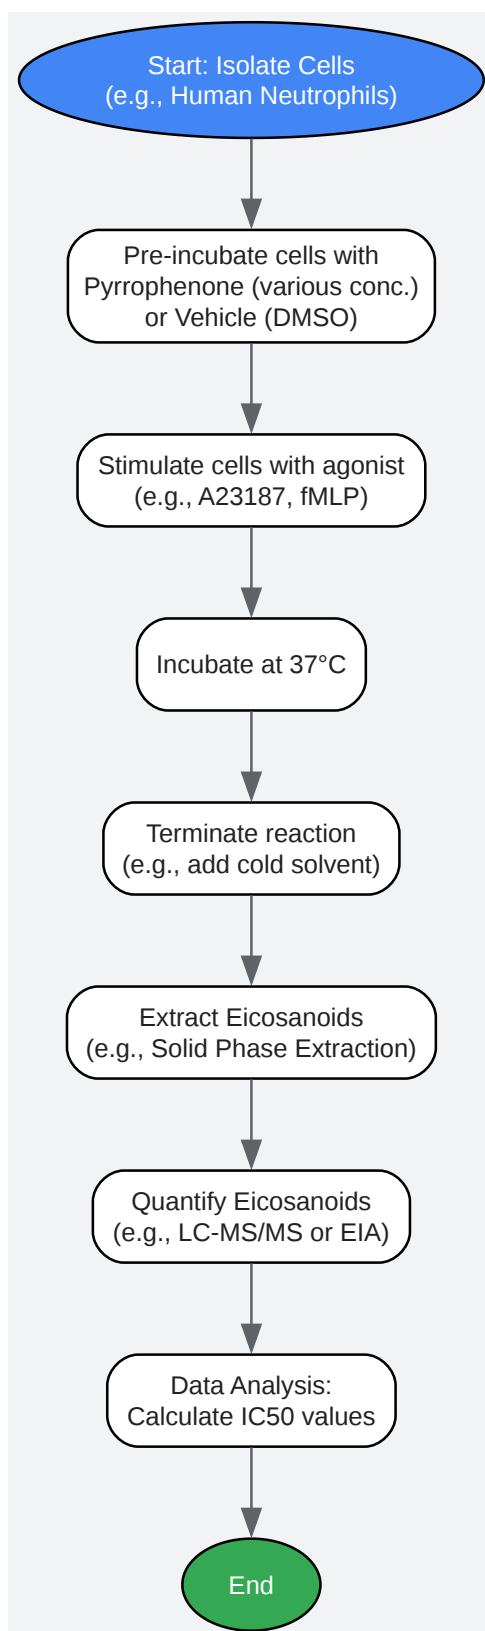 Start: Isolate Cells
(e.g., Human Neutrophils)
Pre-incubate cells with
Pyrrophenone (various conc.)
or Vehicle (DMSO)
Stimulate cells with agonist
(e.g., A23187, fMLP)
Incubate at 37°C
Terminate reaction
(e.g., add cold solvent)
Extract Eicosanoids
(e.g., Solid Phase Extraction)
Quantify Eicosanoids
(e.g., LC-MS/MS or EIA)
Data Analysis:
Calculate IC50 values
End